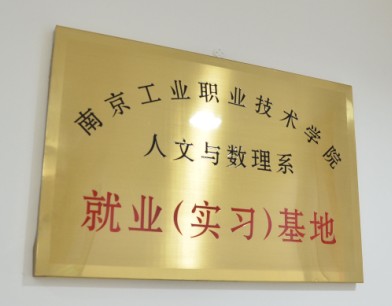 南京工业职业技术学院
人文与数理系
就业(实习)基地